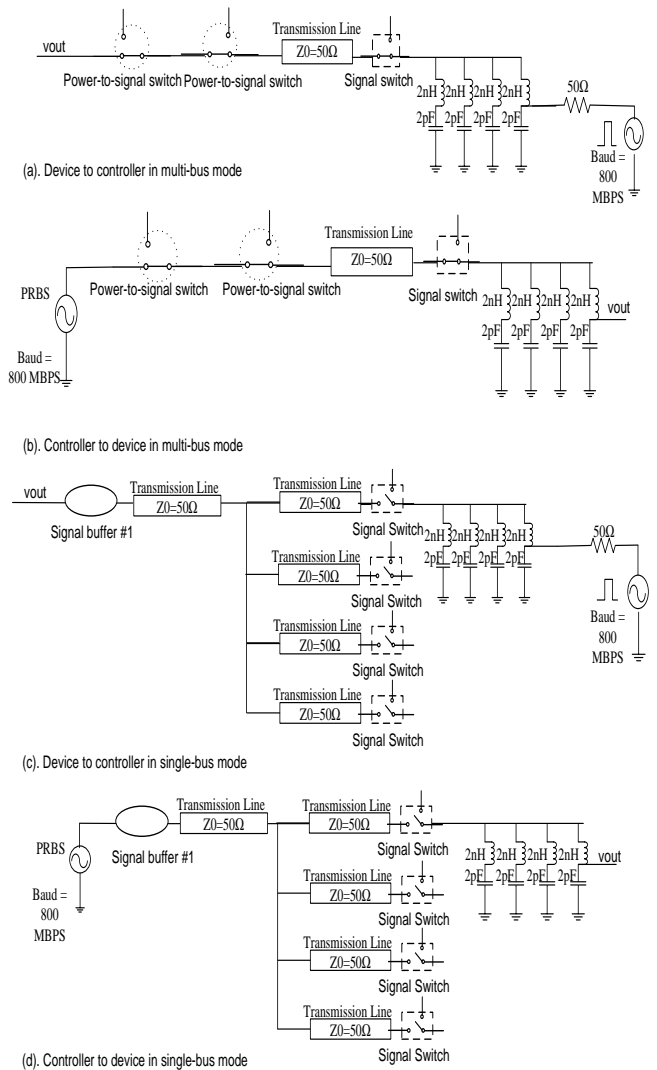 Transmission Line
vout
Z0=50Ω
Power-to-signal switch
Power-to-signal switch
Signal switch
2nH 2nH 2nH 2nH
2pF 2pF 2pF 2pF
50Ω
Baud =
800
MBPS
(a). Device to controller in multi-bus mode
Transmission Line
Z0=50Ω
PRBS
Power-to-signal switch
Power-to-signal switch
Signal switch
2nH 2nH 2nH 2nH
vout
2pF 2pF 2pF 2pF
Baud =
800 MBPS
(b). Controller to device in multi-bus mode
vout
Signal buffer #1
Transmission Line
Z0=50Ω
Transmission Line
Z0=50Ω
Signal Switch
Transmission Line
Z0=50Ω
Signal Switch
Transmission Line
Z0=50Ω
Signal Switch
Transmission Line
Z0=50Ω
Signal Switch
2nH 2nH 2nH 2nH
2pF 2pF 2pF 2pF
50Ω
Baud =
800
MBPS
(c). Device to controller in single-bus mode
PRBS
Baud =
800
MBPS
Signal buffer #1
Transmission Line
Z0=50Ω
Transmission Line
Z0=50Ω
Signal Switch
Transmission Line
Z0=50Ω
Signal Switch
Transmission Line
Z0=50Ω
Signal Switch
Transmission Line
Z0=50Ω
Signal Switch
2nH 2nH 2nH 2nH
vout
2pF 2pF 2pF 2pF
(d). Controller to device in single-bus mode